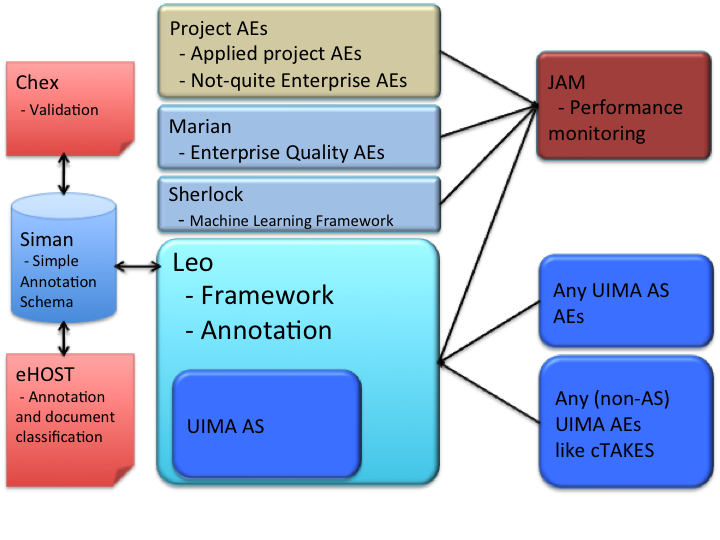 Project AEs
- Applied project AEs
- Not-quite Enterprise AEs
Chex
- Validation
JAM
- Performance
monitoring
Marian
- Enterprise Quality AEs
Sherlock
- Machine Learning Framework
Siman
- Simple
Annotation
Schema
Leo
- Framework
- Annotation
UIMA AS
Any UIMA AS
AEs
eHOST
- Annotation
and document
classification
Any (non-AS)
UIMA AEs
like cTAKES